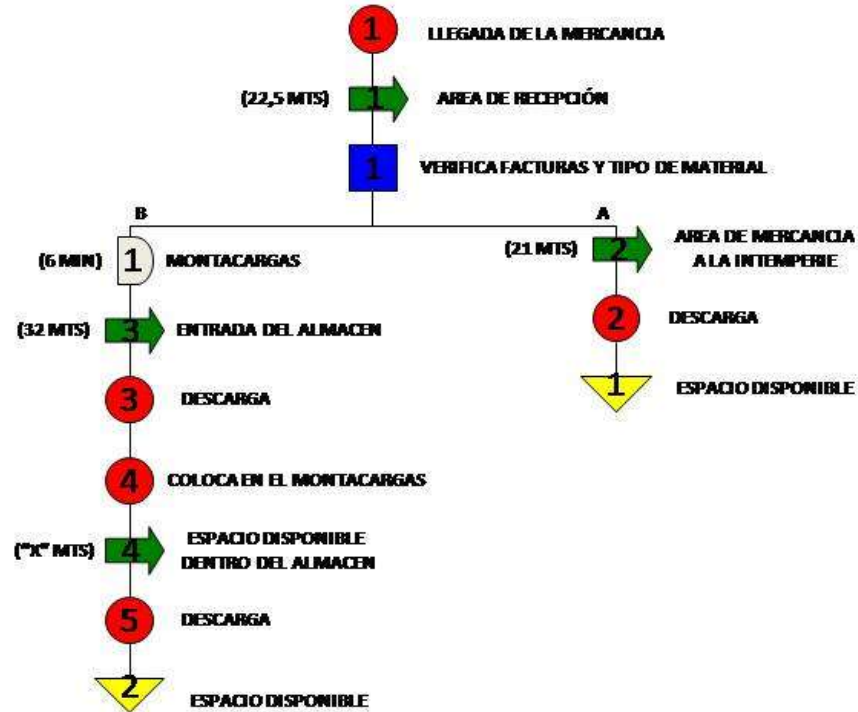 1 LLEGADA DE LA MERCANCIA
(22,5 MTS) 1 AREA DE RECEPCIÓN
1 VERIFICA FACTURAS Y TIPO DE MATERIAL
B
(6 MIN) 1 MONTACARGAS
(32 MTS) 3 ENTRADA DEL ALMACEN
3 DESCARGA
4 COLOCA EN EL MONTACARGAS
("X" MTS) 4 ESPACIO DISPONIBLE
DENTRO DEL ALMACEN
5 DESCARGA
2 ESPACIO DISPONIBLE
A
(21 MTS) 2 AREA DE MERCANCIA
A LA INTEMPERIE
2 DESCARGA
1 ESPACIO DISPONIBLE